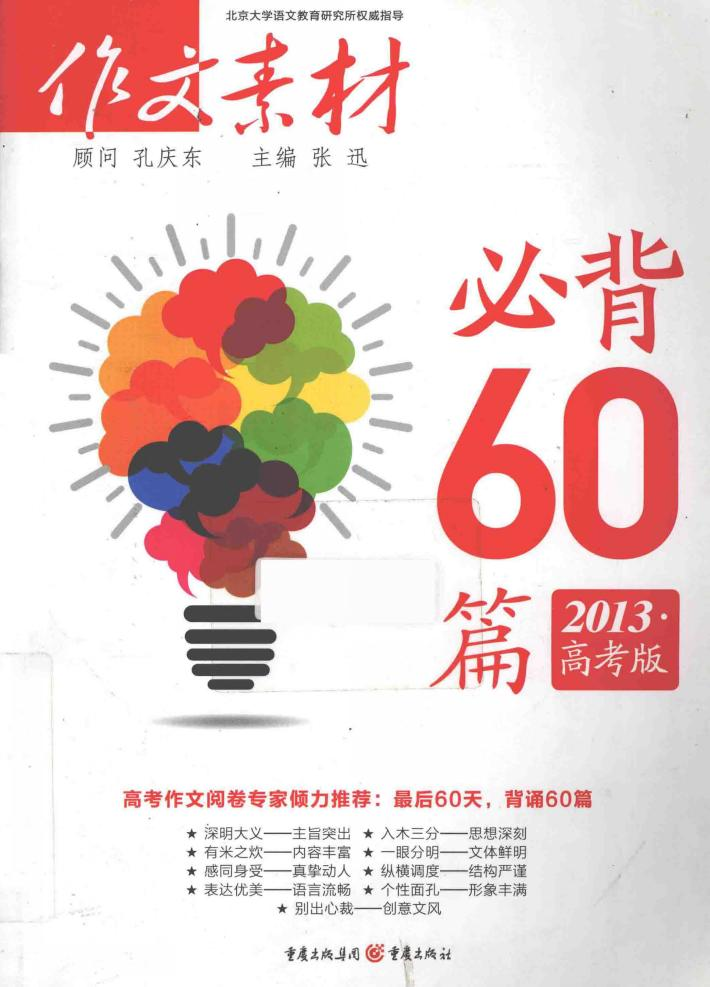 北京大学语文教育研究所权威指导
作文素材
顾问 孔庆东 主编 张迅
必背
60
篇
2013·
高考版
高考作文阅卷专家倾力推荐：最后60天，背诵60篇
★ 深明大义——主旨突出 ★ 入木三分——思想深刻
★ 有米之炊——内容丰富 ★ 一眼分明——文体鲜明
★ 感同身受——真挚动人 ★ 纵横调度——结构严谨
★ 表达优美——语言流畅 ★ 个性面孔——形象丰满
★ 别出心裁——创意文风
重庆出版集团 重庆出版社